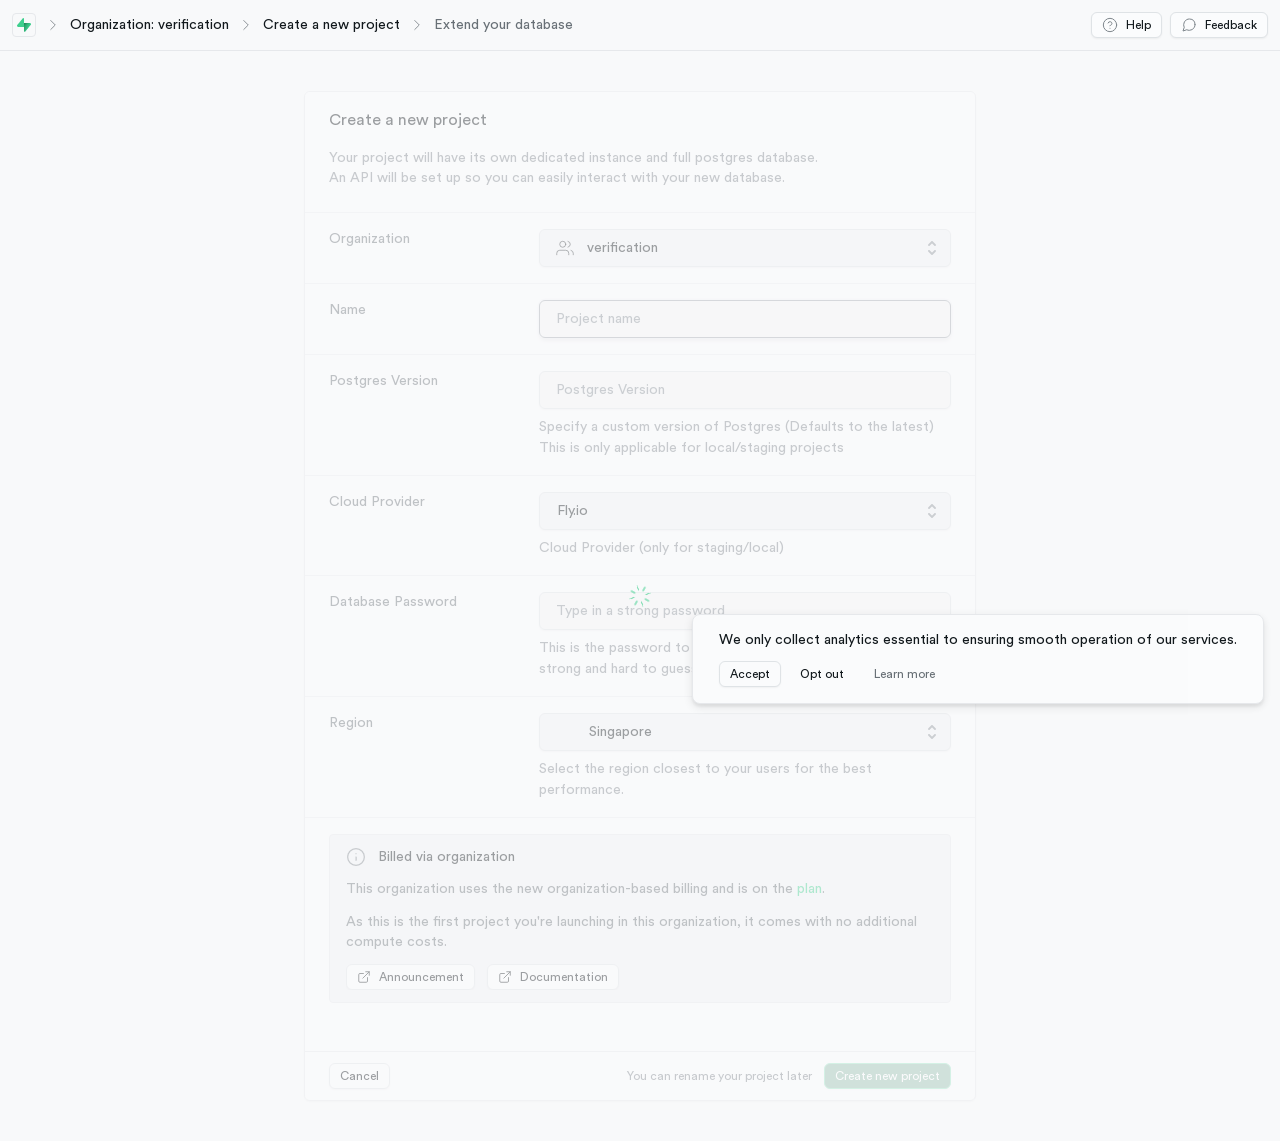 Organization: verification
Create a new project
Extend your database
Help
Feedback
Create a new project
Your project will have its own dedicated instance and full postgres database.
An API will be set up so you can easily interact with your new database.
Organization
verification
Name
Project name
Postgres Version
Postgres Version
Specify a custom version of Postgres (Defaults to the latest)
This is only applicable for local/staging projects
Cloud Provider
Fly.io
Cloud Provider (only for staging/local)
Database Password
Type in a strong password
This is the password to
strong and hard to gues
We only collect analytics essential to ensuring smooth operation of our services.
Accept
Opt out
Learn more
Region
Singapore
Select the region closest to your users for the best
performance.
Billed via organization
This organization uses the new organization-based billing and is on the plan.
As this is the first project you're launching in this organization, it comes with no additional
compute costs.
Announcement
Documentation
Cancel
You can rename your project later
Create new project